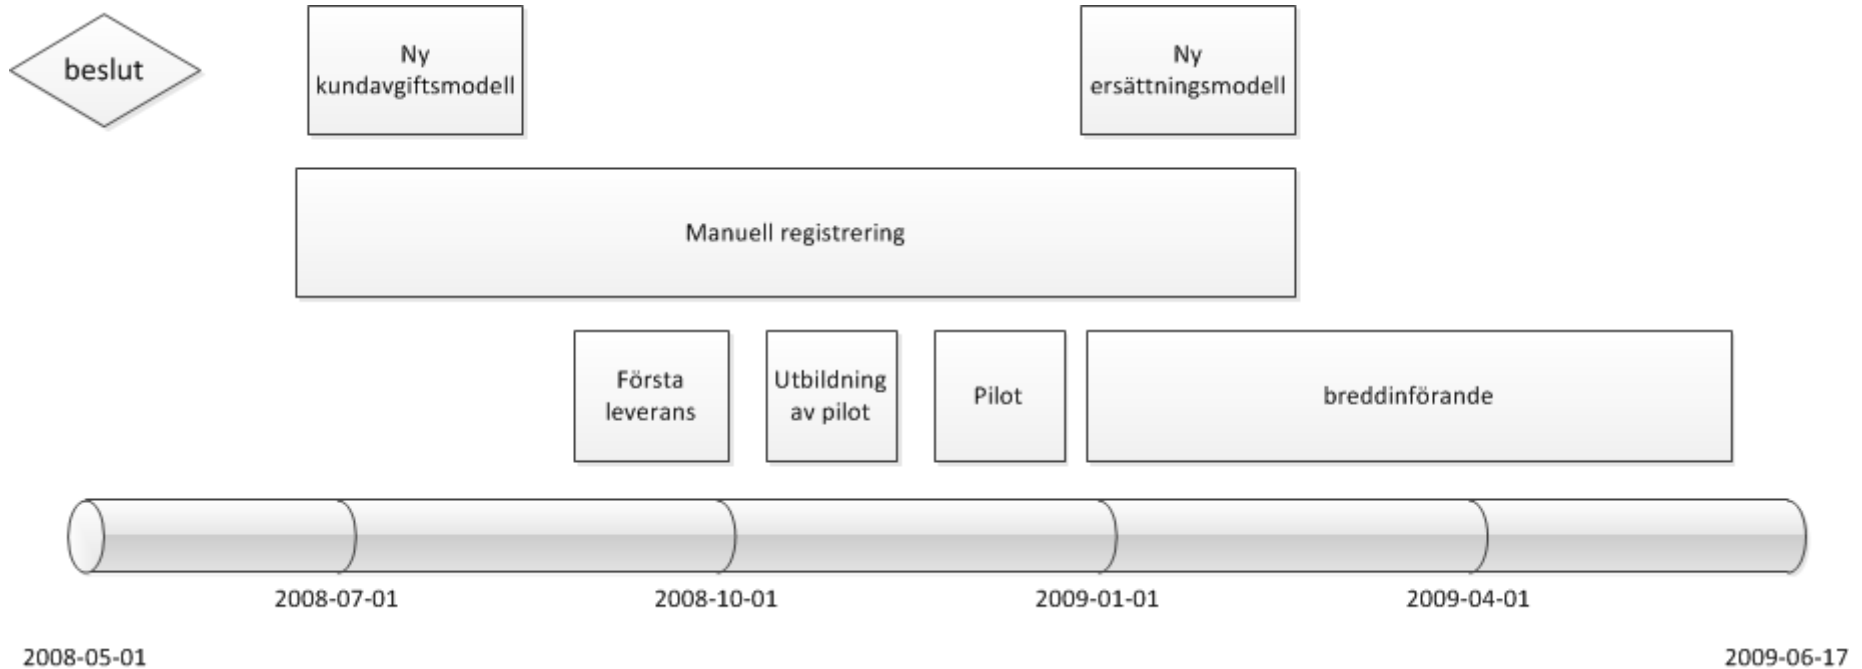 beslut
Ny
kundavgiftsmodell
Ny
ersättningsmodell
Manuell registrering
Första
leverans
Utbildning
av pilot
Pilot
breddinförande
2008-07-01
2008-10-01
2009-01-01
2009-04-01
2008-05-01
2009-06-17